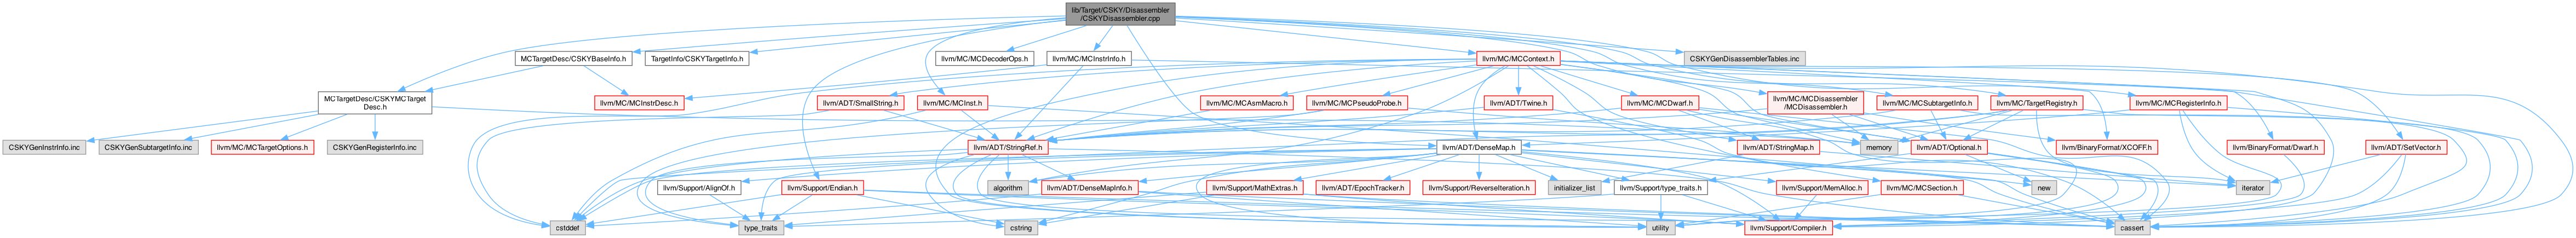 lib/Target/CSKY/Disassembler
/CSKYDisassembler.cpp
MCTargetDesc/CSKYBaseInfo.h
TargetInfo/CSKYTargetInfo.h
llvm/MC/MCDecoderOps.h
llvm/MC/MCInstrInfo.h
llvm/MC/MCContext.h
CSKYGenDisassemblerTables.inc
MCTargetDesc/CSKYMCTarget
Desc.h
llvm/MC/MCInstrDesc.h
llvm/ADT/SmallString.h
llvm/MC/MCInst.h
llvm/MC/MCAsmMacro.h
llvm/MC/MCPseudoProbe.h
llvm/ADT/Twine.h
llvm/MC/MCDwarf.h
llvm/MC/MCDisassembler
/MCDisassembler.h
llvm/MC/MCSubtargetInfo.h
llvm/MC/TargetRegistry.h
llvm/MC/MCRegisterInfo.h
CSKYGenInstrInfo.inc
CSKYGenSubtargetInfo.inc
llvm/MC/MCTargetOptions.h
CSKYGenRegisterInfo.inc
llvm/ADT/StringRef.h
llvm/ADT/DenseMap.h
llvm/ADT/StringMap.h
memory
llvm/ADT/Optional.h
llvm/BinaryFormat/XCOFF.h
llvm/BinaryFormat/Dwarf.h
llvm/ADT/SetVector.h
llvm/Support/AlignOf.h
llvm/Support/Endian.h
algorithm
llvm/ADT/DenseMapInfo.h
llvm/Support/MathExtras.h
llvm/ADT/EpochTracker.h
llvm/Support/ReverseIteration.h
initializer_list
llvm/Support/type_traits.h
llvm/Support/MemAlloc.h
llvm/MC/MCSection.h
new
iterator
cstddef
type_traits
cstring
utility
llvm/Support/Compiler.h
cassert